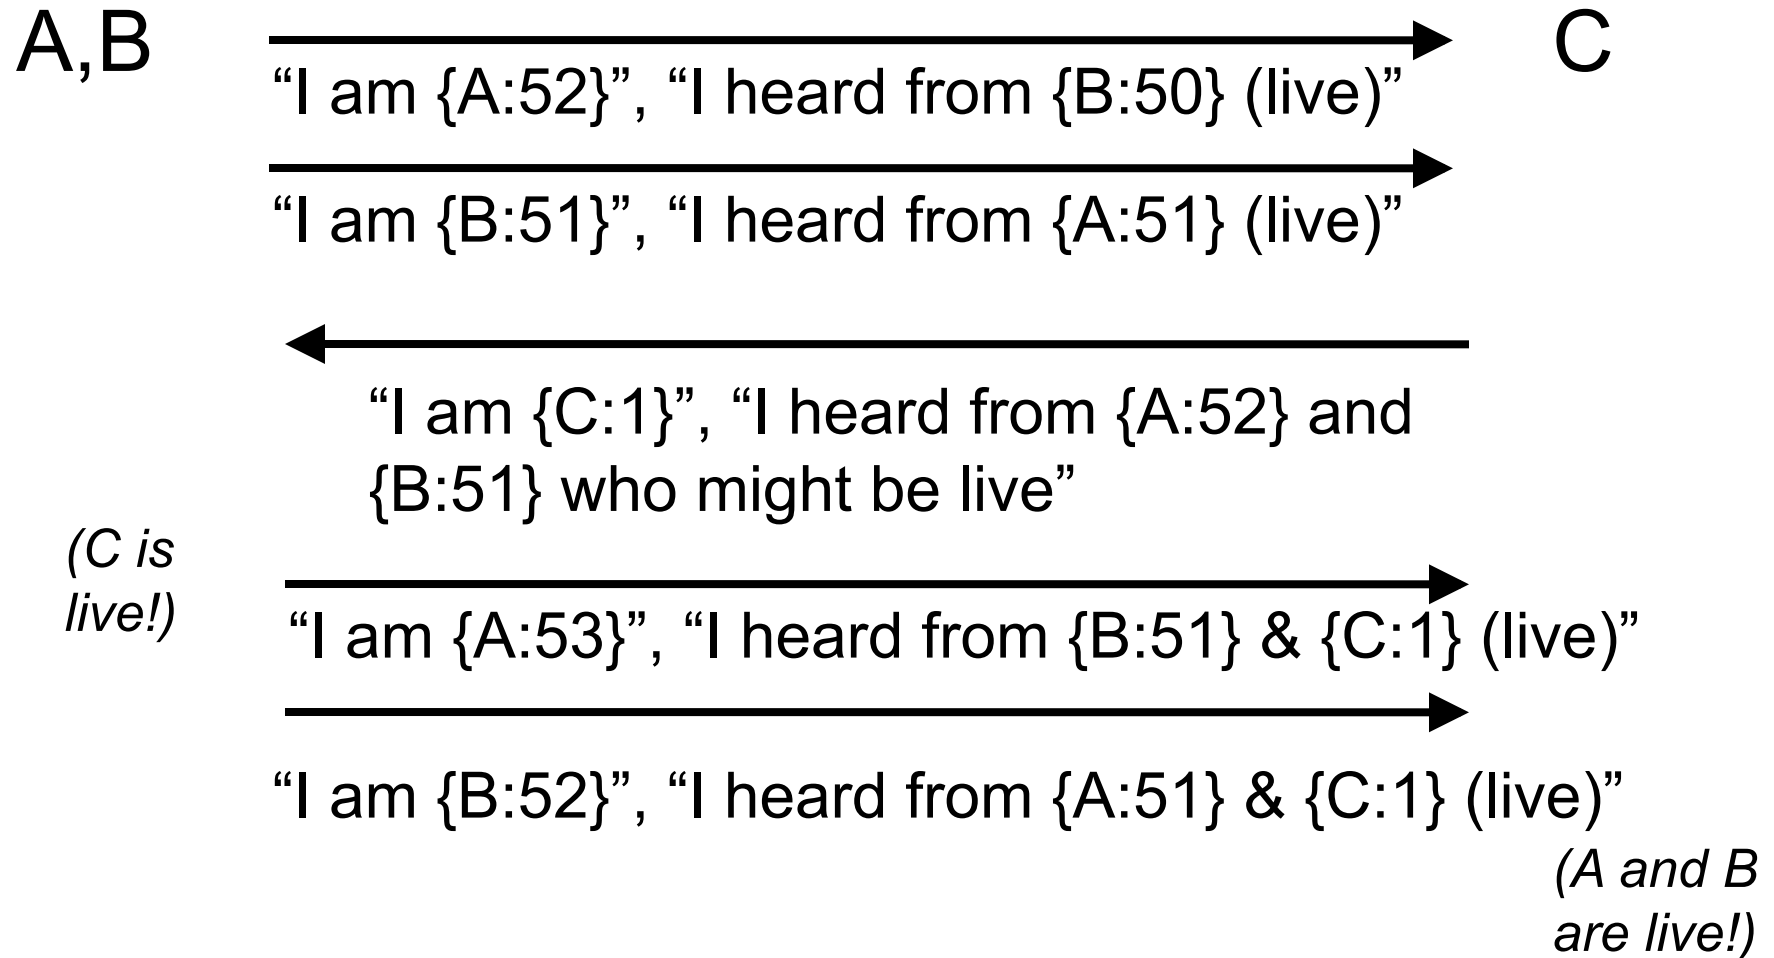 A,B
C
“I am {A:52}”, “I heard from {B:50} (live)”
“I am {B:51}”, “I heard from {A:51} (live)”
“I am {C:1}”, “I heard from {A:52} and
{B:51} who might be live”
(C is
live!)
“I am {A:53}”, “I heard from {B:51} & {C:1} (live)”
“I am {B:52}”, “I heard from {A:51} & {C:1} (live)”
(A and B
are live!)